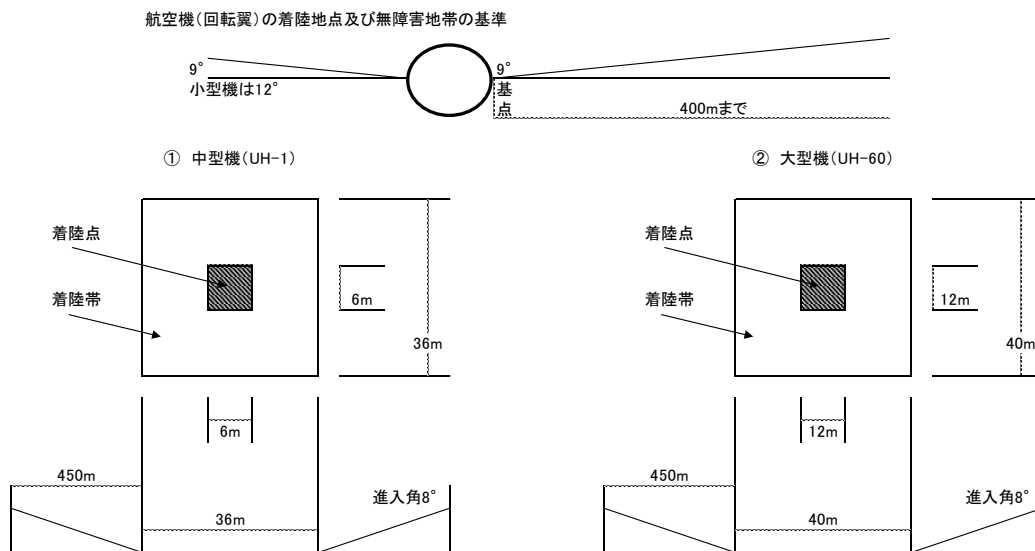 航空機(回転翼)の着陸地点及び無障害地帯の基準
9°
小型機は12°
9°
基
点
400mまで
① 中型機(UH-1)
② 大型機(UH-60)
着陸点
着陸帯
6m
36m
着陸点
着陸帯
12m
40m
6m
12m
450m
進入角8°
36m
450m
進入角8°
40m